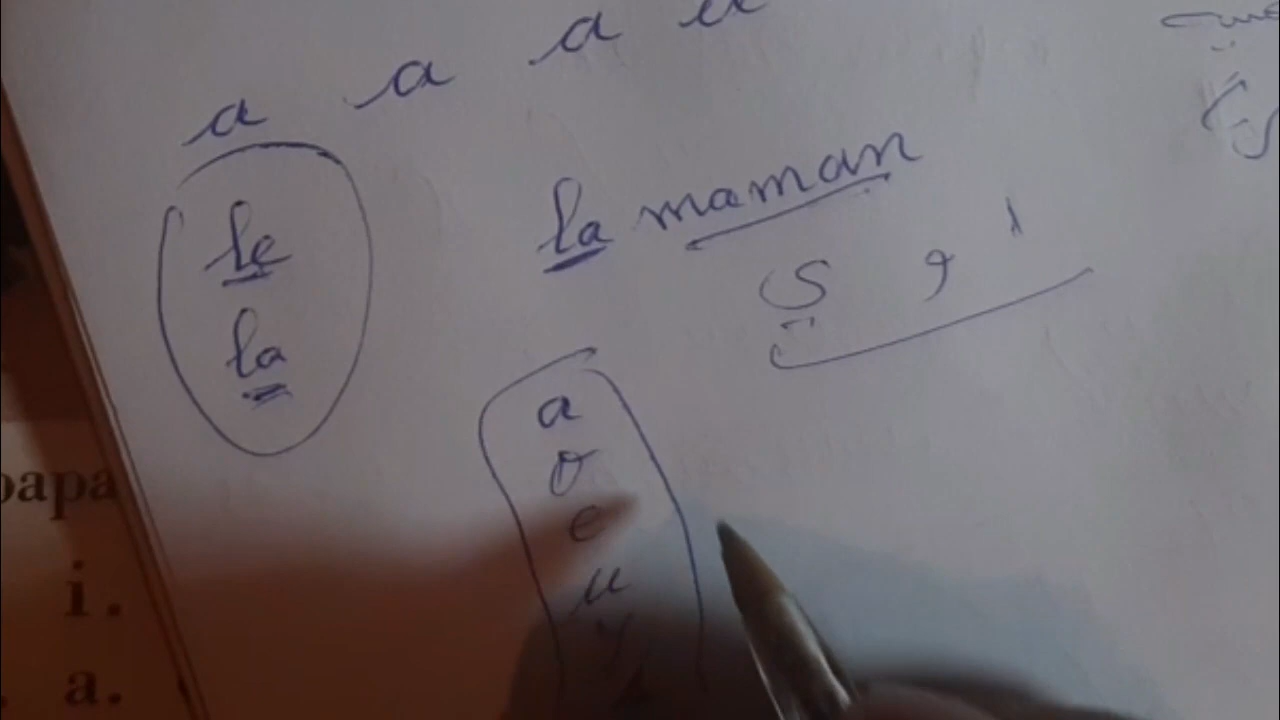 a a a a
le
la
la maman
ي و ا
a
o
e
u
y
papa
i.
a.